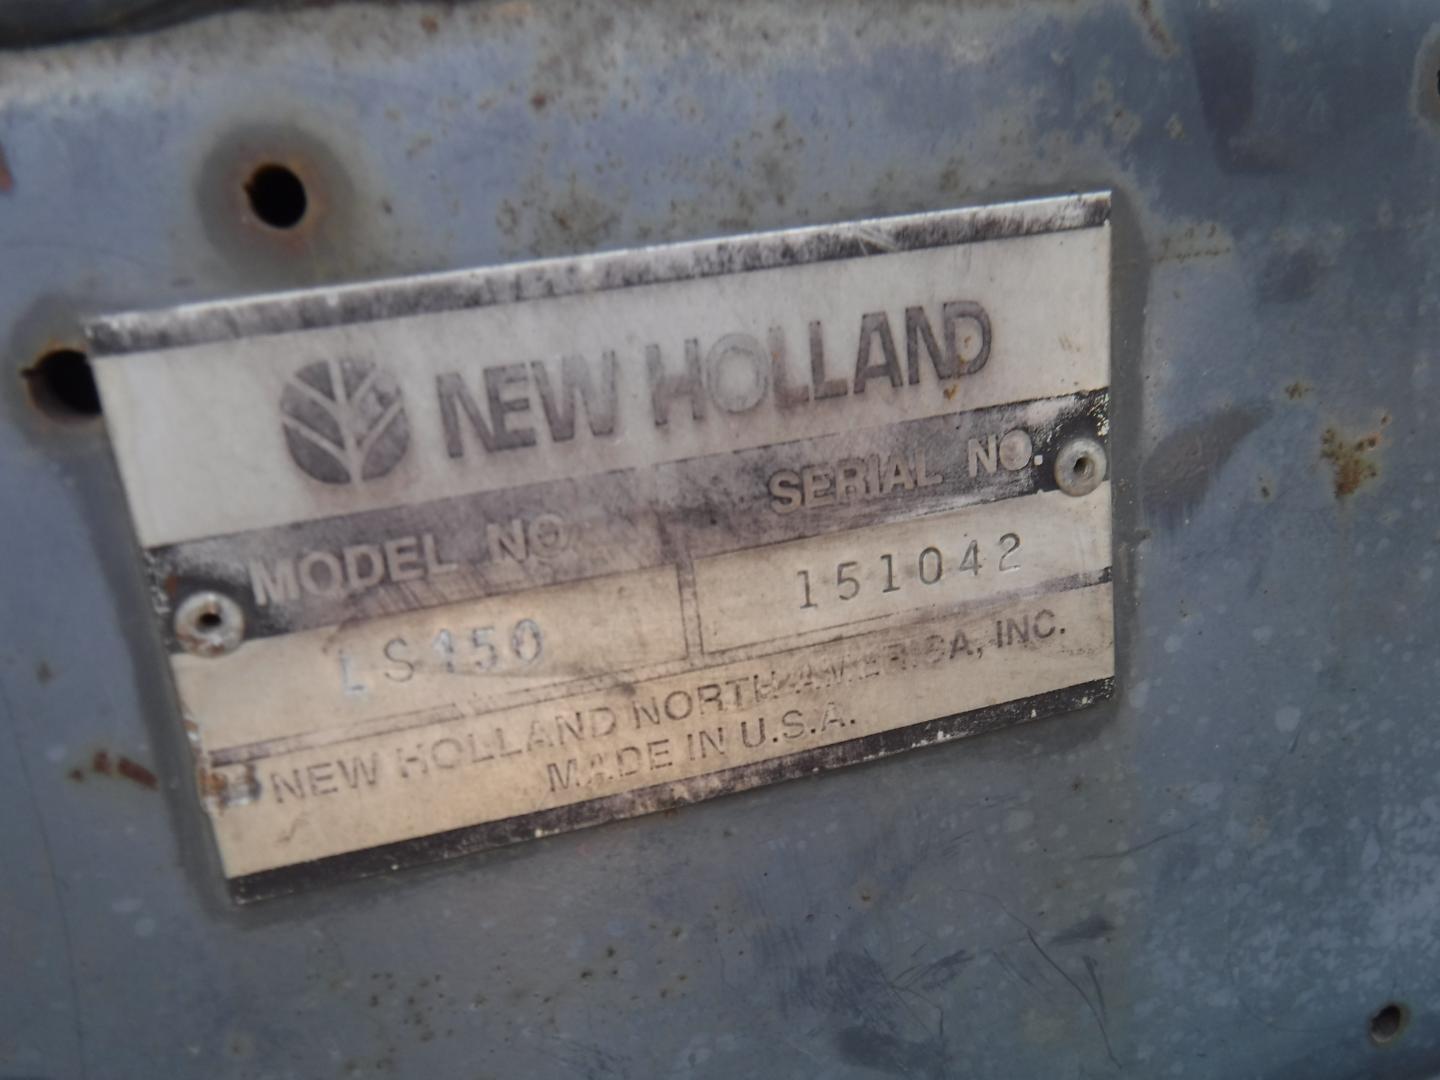 NEW HOLLAND
MODEL NO. SERIAL NO.
LS150 151042
NEW HOLLAND NORTH AMERICA, INC.
MADE IN U.S.A.